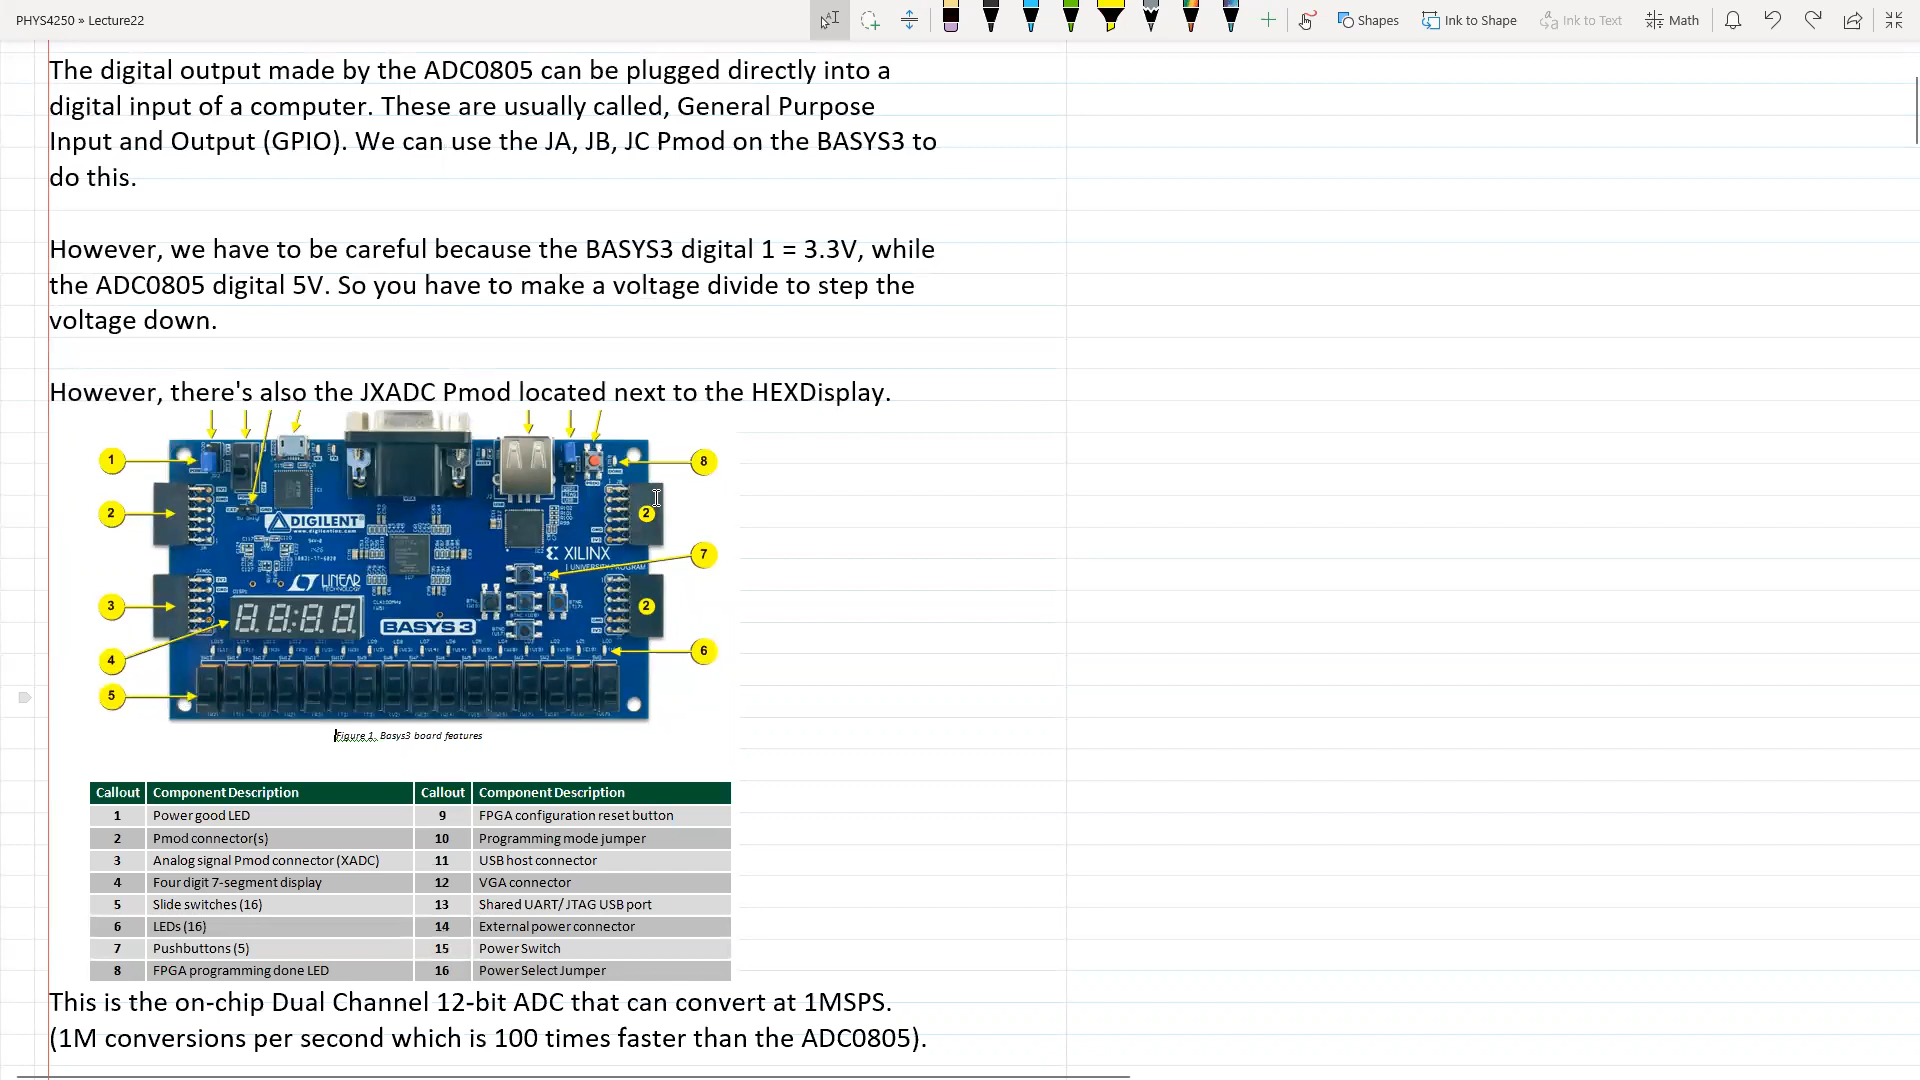 PHYS4250 » Lecture22
Shapes
Ink to Shape
Ink to Text
Math
The digital output made by the ADC0805 can be plugged directly into a
digital input of a computer. These are usually called, General Purpose
Input and Output (GPIO). We can use the JA, JB, JC Pmod on the BASYS3 to
do this.
However, we have to be careful because the BASYS3 digital 1 = 3.3V, while
the ADC0805 digital 5V. So you have to make a voltage divide to step the
voltage down.
However, there's also the JXADC Pmod located next to the HEXDisplay.
1
8
2
DIGILENT
www.digilentinc.com
2
XILINX
UNIVERSITY PROGRAM
7
LINEAR
TECHNOLOGY
3
8.8:8.8.
BASYS 3
2
4
6
5
Figure 1. Basys3 board features
Callout Component Description Callout Component Description
1 Power good LED 9 FPGA configuration reset button
2 Pmod connector(s) 10 Programming mode jumper
3 Analog signal Pmod connector (XADC) 11 USB host connector
4 Four digit 7-segment display 12 VGA connector
5 Slide switches (16) 13 Shared UART/ JTAG USB port
6 LEDs (16) 14 External power connector
7 Pushbuttons (5) 15 Power Switch
8 FPGA programming done LED 16 Power Select Jumper
This is the on-chip Dual Channel 12-bit ADC that can convert at 1MSPS.
(1M conversions per second which is 100 times faster than the ADC0805).